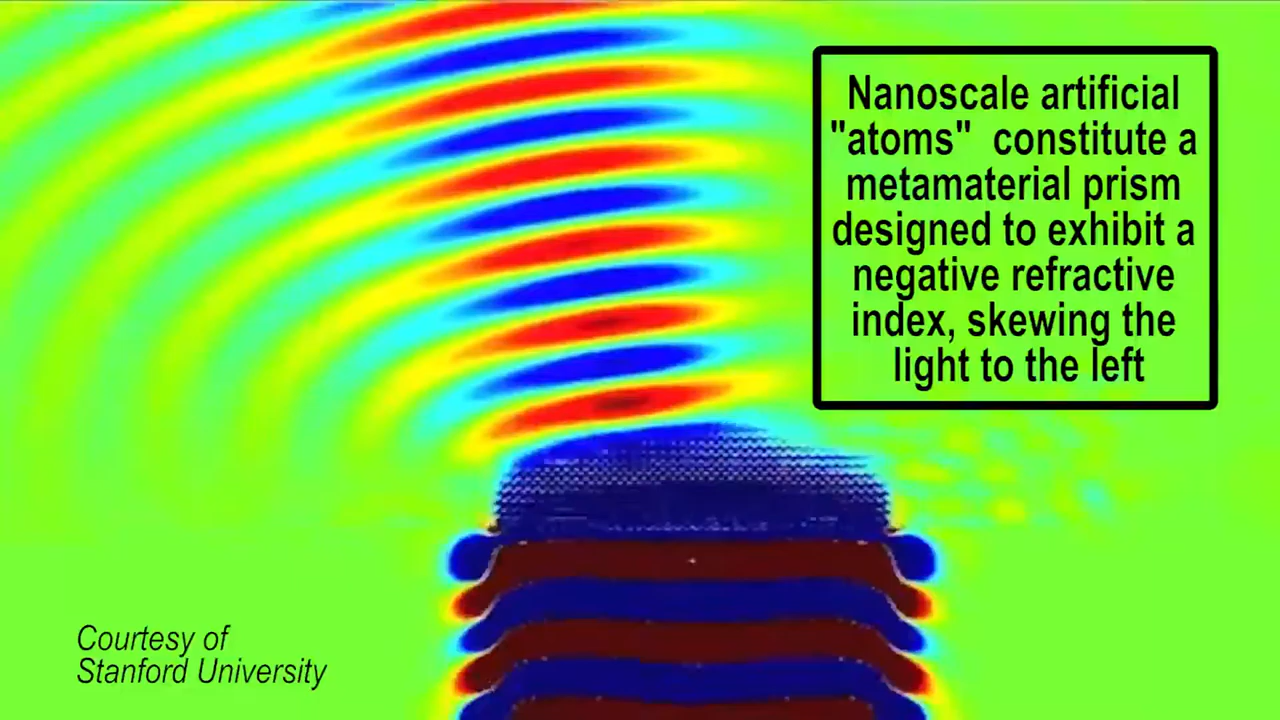 Nanoscale artificial
"atoms"  constitute a
metamaterial prism
designed to exhibit a
negative refractive
index, skewing the
light to the left
Courtesy of
Stanford University